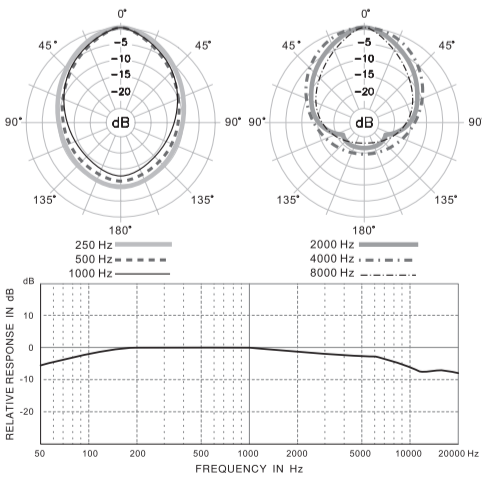 0° 0°
45° 45° 45° 45°
−5 −5
−10 −10
−15 −15
−20 −20
90° dB 90° 90° dB 90°
135° 135° 135° 135°
180° 180°
250 Hz 2000 Hz
500 Hz 4000 Hz
1000 Hz 8000 Hz
dB
10
0
-10
-20
RELATIVE RESPONSE IN dB
50 100 200 500 1000 2000 5000 10000 20000 Hz
FREQUENCY IN Hz